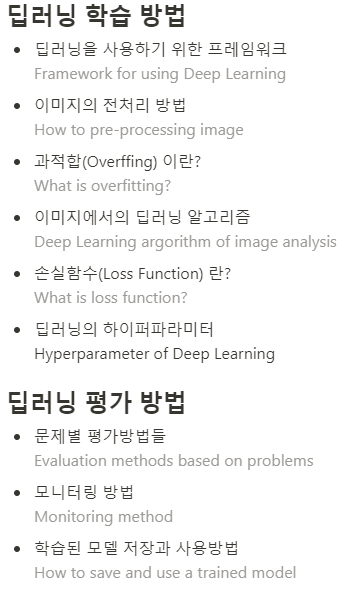 딥러닝 학습 방법
• 딥러닝을 사용하기 위한 프레임워크
Framework for using Deep Learning
• 이미지의 전처리 방법
How to pre-processing image
• 과적합(Overffing) 이란?
What is overfitting?
• 이미지에서의 딥러닝 알고리즘
Deep Learning argorithm of image analysis
• 손실함수(Loss Function) 란?
What is loss function?
• 딥러닝의 하이퍼파라미터
Hyperparameter of Deep Learning
딥러닝 평가 방법
• 문제별 평가방법들
Evaluation methods based on problems
• 모니터링 방법
Monitoring method
• 학습된 모델 저장과 사용방법
How to save and use a trained model